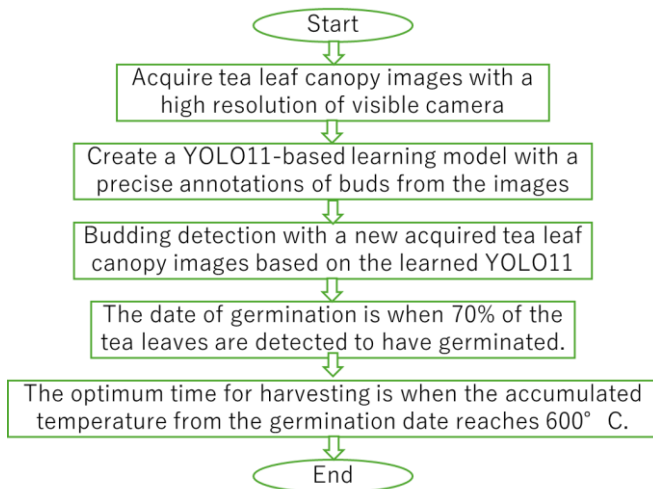 Start
Acquire tea leaf canopy images with a
high resolution of visible camera
Create a YOLO11-based learning model with a
precise annotations of buds from the images
Budding detection with a new acquired tea leaf
canopy images based on the learned YOLO11
The date of germination is when 70% of the
tea leaves are detected to have germinated.
The optimum time for harvesting is when the accumulated
temperature from the germination date reaches 600° C.
End